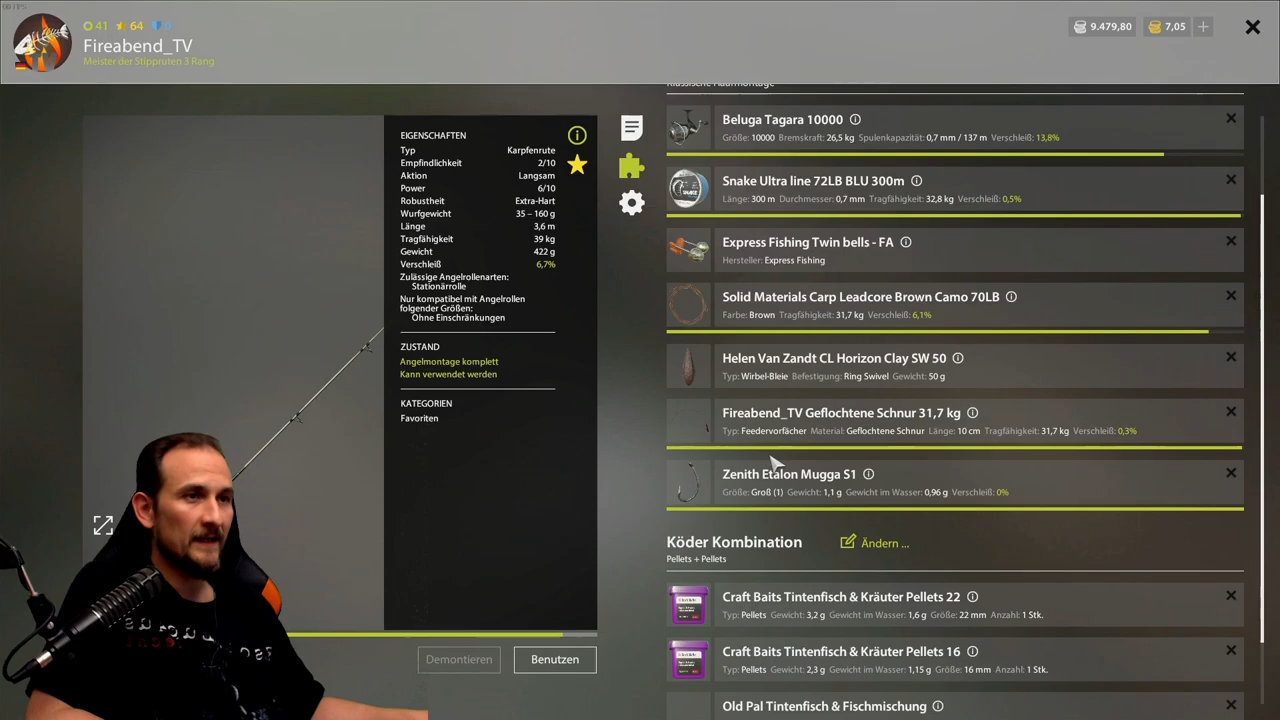 41 64 0
Fireabend_TV
Meister der Stippruten 3 Rang
9.479,80
7,05
EIGENSCHAFTEN
Typ Karpfenrute
Empfindlichkeit 2/10
Aktion Langsam
Power 6/10
Robustheit Extra-Hart
Wurfgewicht 35 – 160 g
Länge 3,6 m
Tragfähigkeit 39 kg
Gewicht 422 g
Verschleiß 6,7%
Zulässige Angelrollenarten:
Stationärrolle
Nur kompatibel mit Angelrollen
folgender Größen:
Ohne Einschränkungen
ZUSTAND
Angelmontage komplett
Kann verwendet werden
KATEGORIEN
Favoriten
Demontieren
Benutzen
Klassische Haarmontage
Beluga Tagara 10000
Größe: 10000 Bremskraft: 26,5 kg Spulenkapazität: 0,7 mm / 137 m Verschleiß: 13,8%
Snake Ultra line 72LB BLU 300m
Länge: 300 m Durchmesser: 0,7 mm Tragfähigkeit: 32,8 kg Verschleiß: 0,5%
Express Fishing Twin bells - FA
Hersteller: Express Fishing
Solid Materials Carp Leadcore Brown Camo 70LB
Farbe: Brown Tragfähigkeit: 31,7 kg Verschleiß: 6,1%
Helen Van Zandt CL Horizon Clay SW 50
Typ: Wirbel-Bleie Befestigung: Ring Swivel Gewicht: 50 g
Fireabend_TV Geflochtene Schnur 31,7 kg
Typ: Feedervorfächer Material: Geflochtene Schnur Länge: 10 cm Tragfähigkeit: 31,7 kg Verschleiß: 0,3%
Zenith Etalon Mugga S1
Größe: Groß (1) Gewicht: 1,1 g Gewicht im Wasser: 0,96 g Verschleiß: 0%
Köder Kombination
Ändern ...
Pellets + Pellets
Craft Baits Tintenfisch & Kräuter Pellets 22
Typ: Pellets Gewicht: 3,2 g Gewicht im Wasser: 1,6 g Größe: 22 mm Anzahl: 1 Stk.
Craft Baits Tintenfisch & Kräuter Pellets 16
Typ: Pellets Gewicht: 2,3 g Gewicht im Wasser: 1,15 g Größe: 16 mm Anzahl: 1 Stk.
Old Pal Tintenfisch & Fischmischung